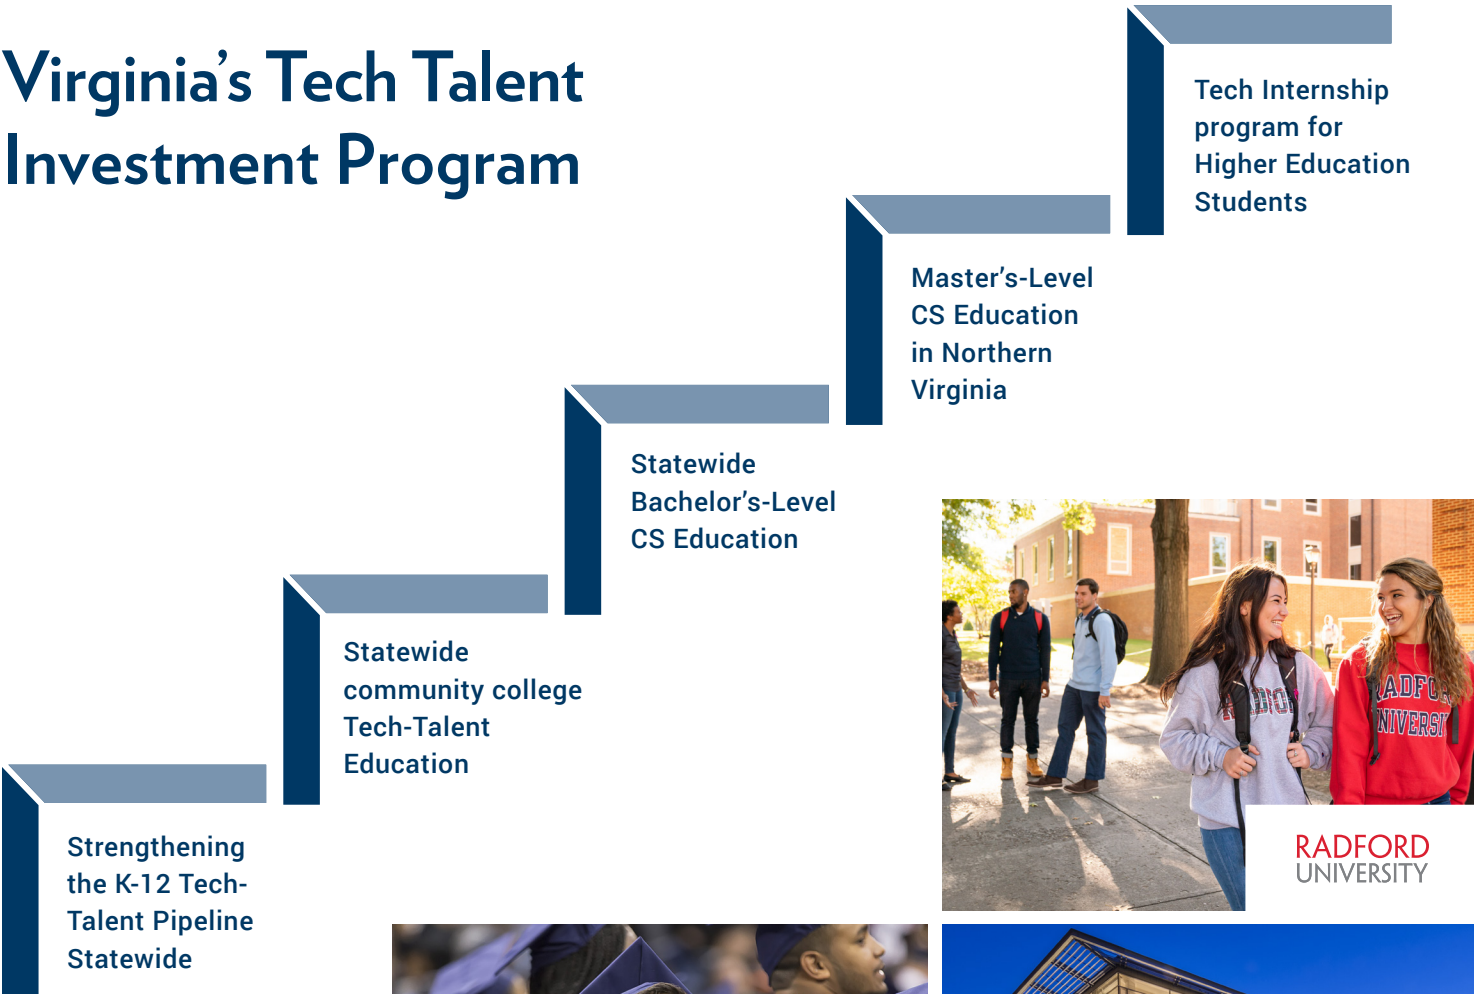 Virginia’s Tech Talent
Investment Program
Tech Internship
program for
Higher Education
Students
Master’s-Level
CS Education
in Northern
Virginia
Statewide
Bachelor’s-Level
CS Education
Statewide
community college
Tech-Talent
Education
Strengthening
the K-12 Tech-
Talent Pipeline
Statewide
RADFORD
UNIVERSITY